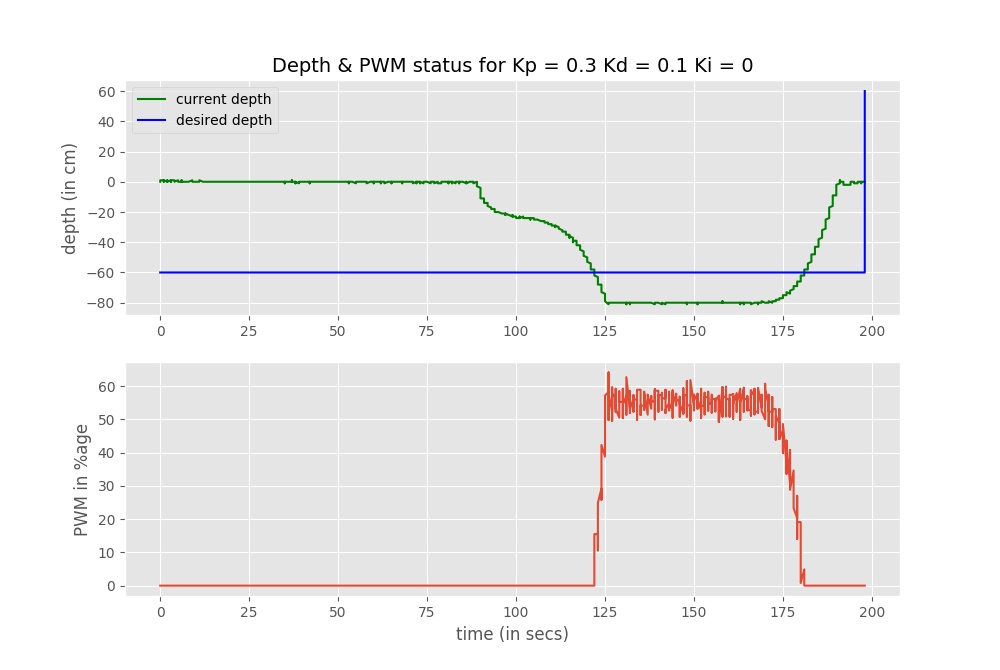 Depth & PWM status for Kp = 0.3 Kd = 0.1 Ki = 0
current depth
desired depth
depth (in cm)
60
40
20
0
−20
−40
−60
−80
0 25 50 75 100 125 150 175 200
PWM in %age
60
50
40
30
20
10
0
0 25 50 75 100 125 150 175 200
time (in secs)